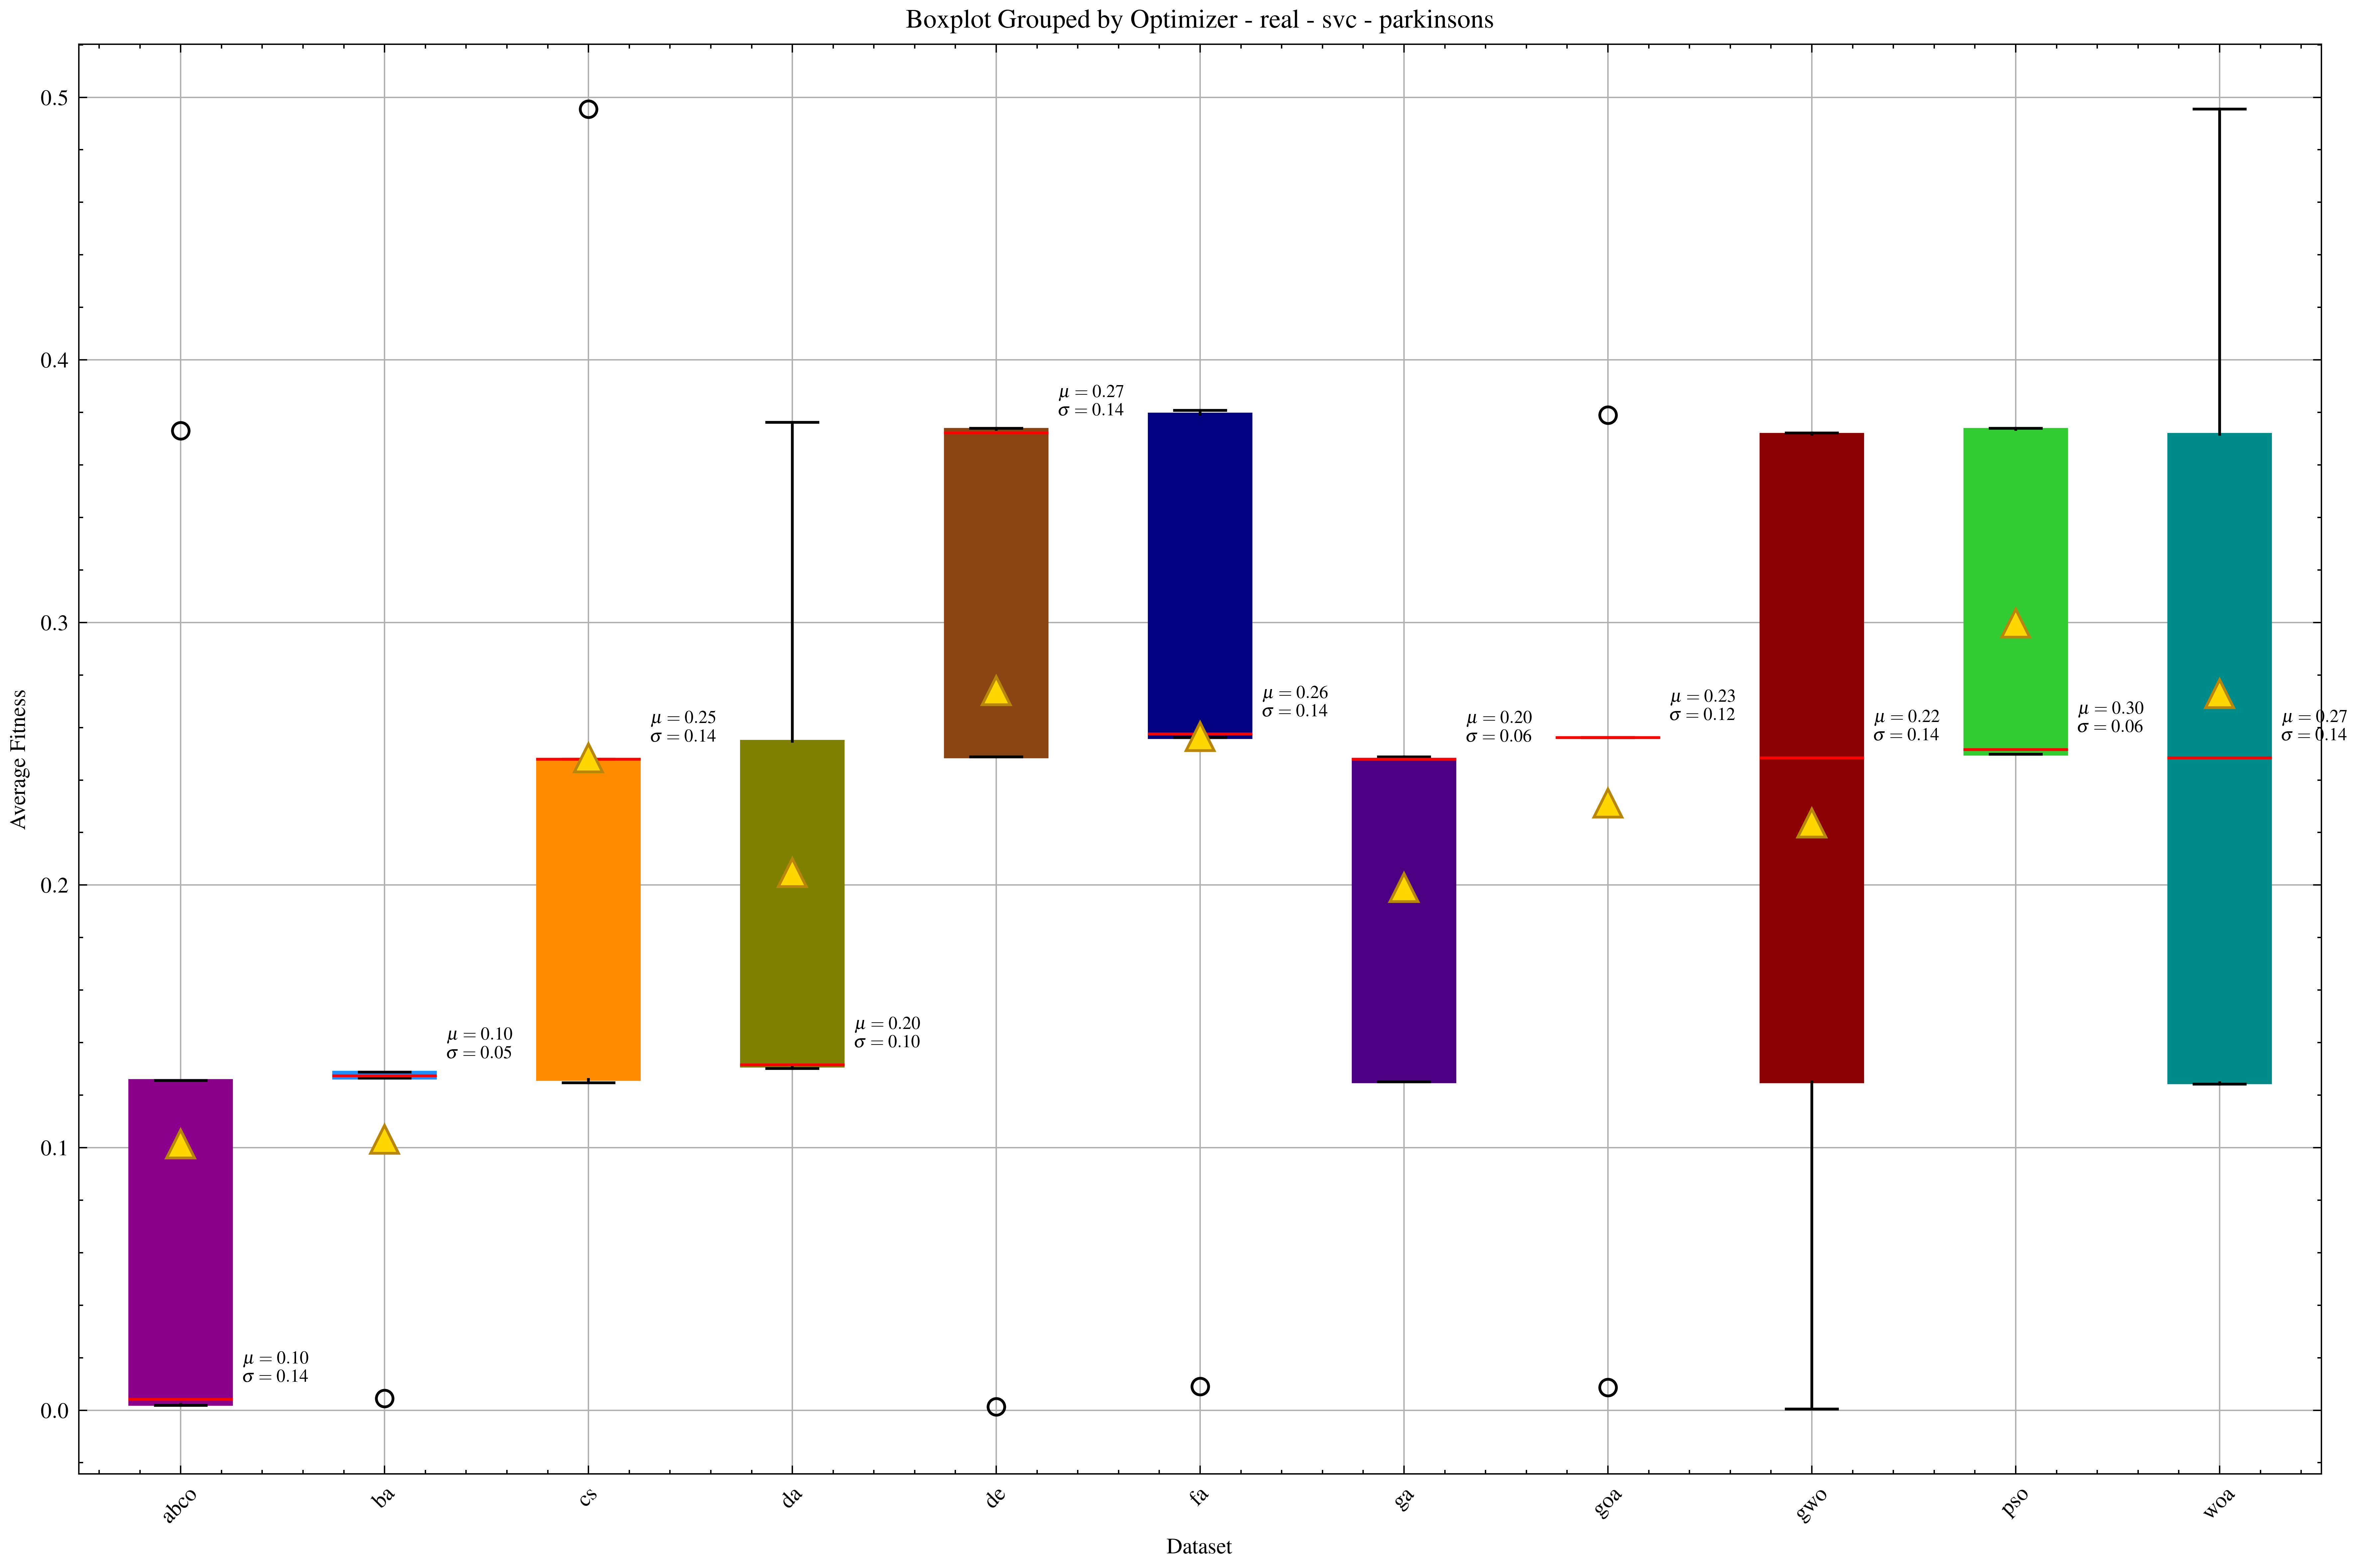 Boxplot Grouped by Optimizer - real - svc - parkinsons
Average Fitness
0.5
0.4
0.3
0.2
0.1
0.0
μ = 0.10
σ = 0.14
μ = 0.10
σ = 0.05
μ = 0.25
σ = 0.14
μ = 0.20
σ = 0.10
μ = 0.27
σ = 0.14
μ = 0.26
σ = 0.14
μ = 0.20
σ = 0.06
μ = 0.23
σ = 0.12
μ = 0.22
σ = 0.14
μ = 0.30
σ = 0.06
μ = 0.27
σ = 0.14
abco
ba
cs
da
de
fa
ga
goa
gwo
pso
woa
Dataset